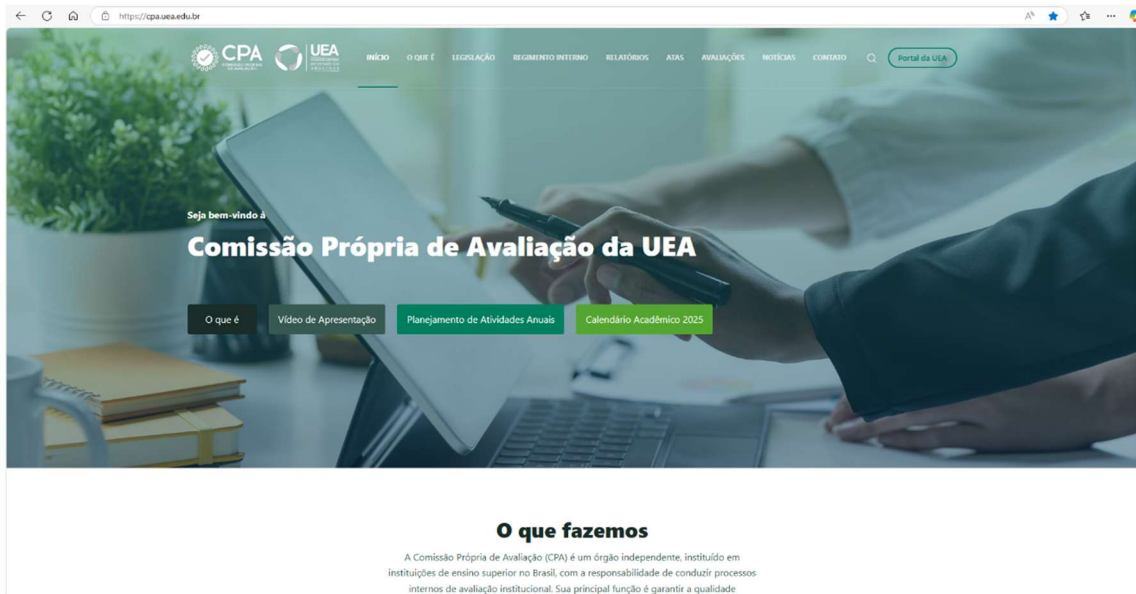 https://cpa.uea.edu.br
CPA
UEA
INÍCIO O QUE É LEGISLAÇÃO REGIMENTO INTERNO RELATÓRIOS ATAS AVALIAÇÕES NOTÍCIAS CONTATO Portal da UEA
Seja bem-vindo à
Comissão Própria de Avaliação da UEA
O que é Vídeo de Apresentação Planejamento de Atividades Anuais Calendário Acadêmico 2025
O que fazemos
A Comissão Própria de Avaliação (CPA) é um órgão independente, instituído em
instituições de ensino superior no Brasil, com a responsabilidade de conduzir processos
internos de avaliação institucional. Sua principal função é garantir a qualidade